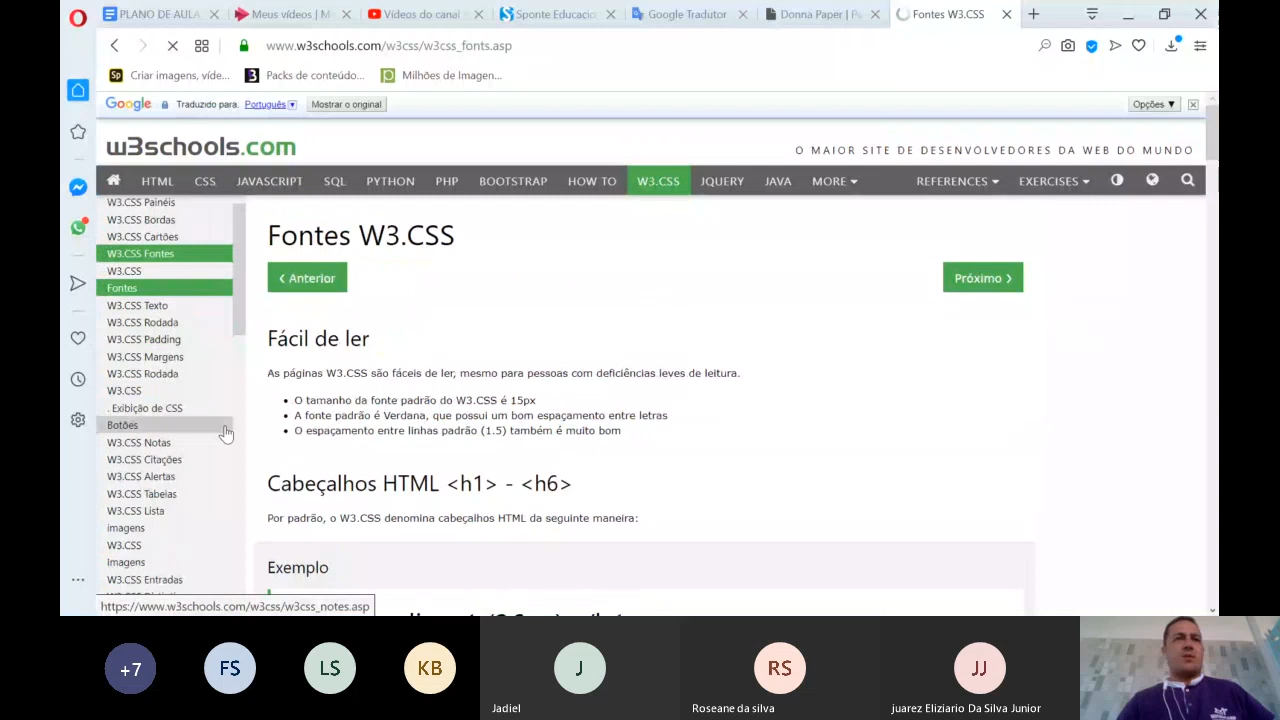 PLANO DE AULA
Meus vídeos | M
Vídeos do canal
Sponte Educacio
Google Tradutor
Donna Paper | Pa
Fontes W3.CSS
www.w3schools.com/w3css/w3css_fonts.asp
Criar imagens, víde...
Packs de conteúdo...
Milhões de Imagen...
Google
Traduzido para: Português
Mostrar o original
Opções ▼
w3schools.com
O MAIOR SITE DE DESENVOLVEDORES DA WEB DO MUNDO
HTML CSS JAVASCRIPT SQL PYTHON PHP BOOTSTRAP HOW TO W3.CSS JQUERY JAVA MORE REFERENCES EXERCISES
W3.CSS Painéis
W3.CSS Bordas
W3.CSS Cartões
W3.CSS Fontes
W3.CSS
Fontes
W3.CSS Texto
W3.CSS Rodada
W3.CSS Padding
W3.CSS Margens
W3.CSS Rodada
W3.CSS
. Exibição de CSS
Botões
W3.CSS Notas
W3.CSS Citações
W3.CSS Alertas
W3.CSS Tabelas
W3.CSS Lista
imagens
W3.CSS
Imagens
W3.CSS Entradas
https://www.w3schools.com/w3css/w3css_notes.asp
Fontes W3.CSS
❮ Anterior
Próximo ❯
Fácil de ler
As páginas W3.CSS são fáceis de ler, mesmo para pessoas com deficiências leves de leitura.
• O tamanho da fonte padrão do W3.CSS é 15px
• A fonte padrão é Verdana, que possui um bom espaçamento entre letras
• O espaçamento entre linhas padrão (1.5) também é muito bom
Cabeçalhos HTML <h1> - <h6>
Por padrão, o W3.CSS denomina cabeçalhos HTML da seguinte maneira:
Exemplo
+7
FS
LS
KB
J
Jadiel
RS
Roseane da silva
JJ
juarez Eliziario Da Silva Junior